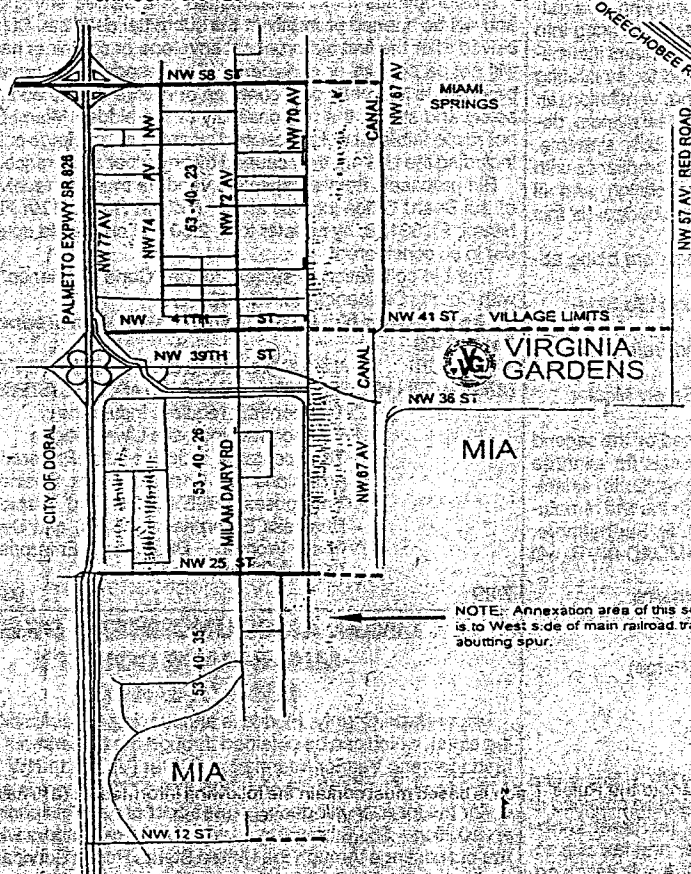 OKEECHOBEE R
NW 58 ST
MIAMI
SPRINGS
NW 67 AV
CANAL
NW 70 AV
NW
AV
NW 74
NW 77 AV
53 - 40 - 23
NW 72 AV
PALMETTO EXPWY SR 826
NW 57 AV RED ROAD
NW 41TH ST
NW 41 ST VILLAGE LIMITS
NW 39TH ST
CANAL
VG
VIRGINIA
GARDENS
NW 36 ST
CITY OF DORAL
53 - 40 - 26
MILAM DAIRY RD
NW 67 AV
MIA
NW 25 ST
NOTE: Annexation area of this s
is to West side of main railroad tra
abutting spur.
53 - 40 - 35
MIA
NW 12 ST
N